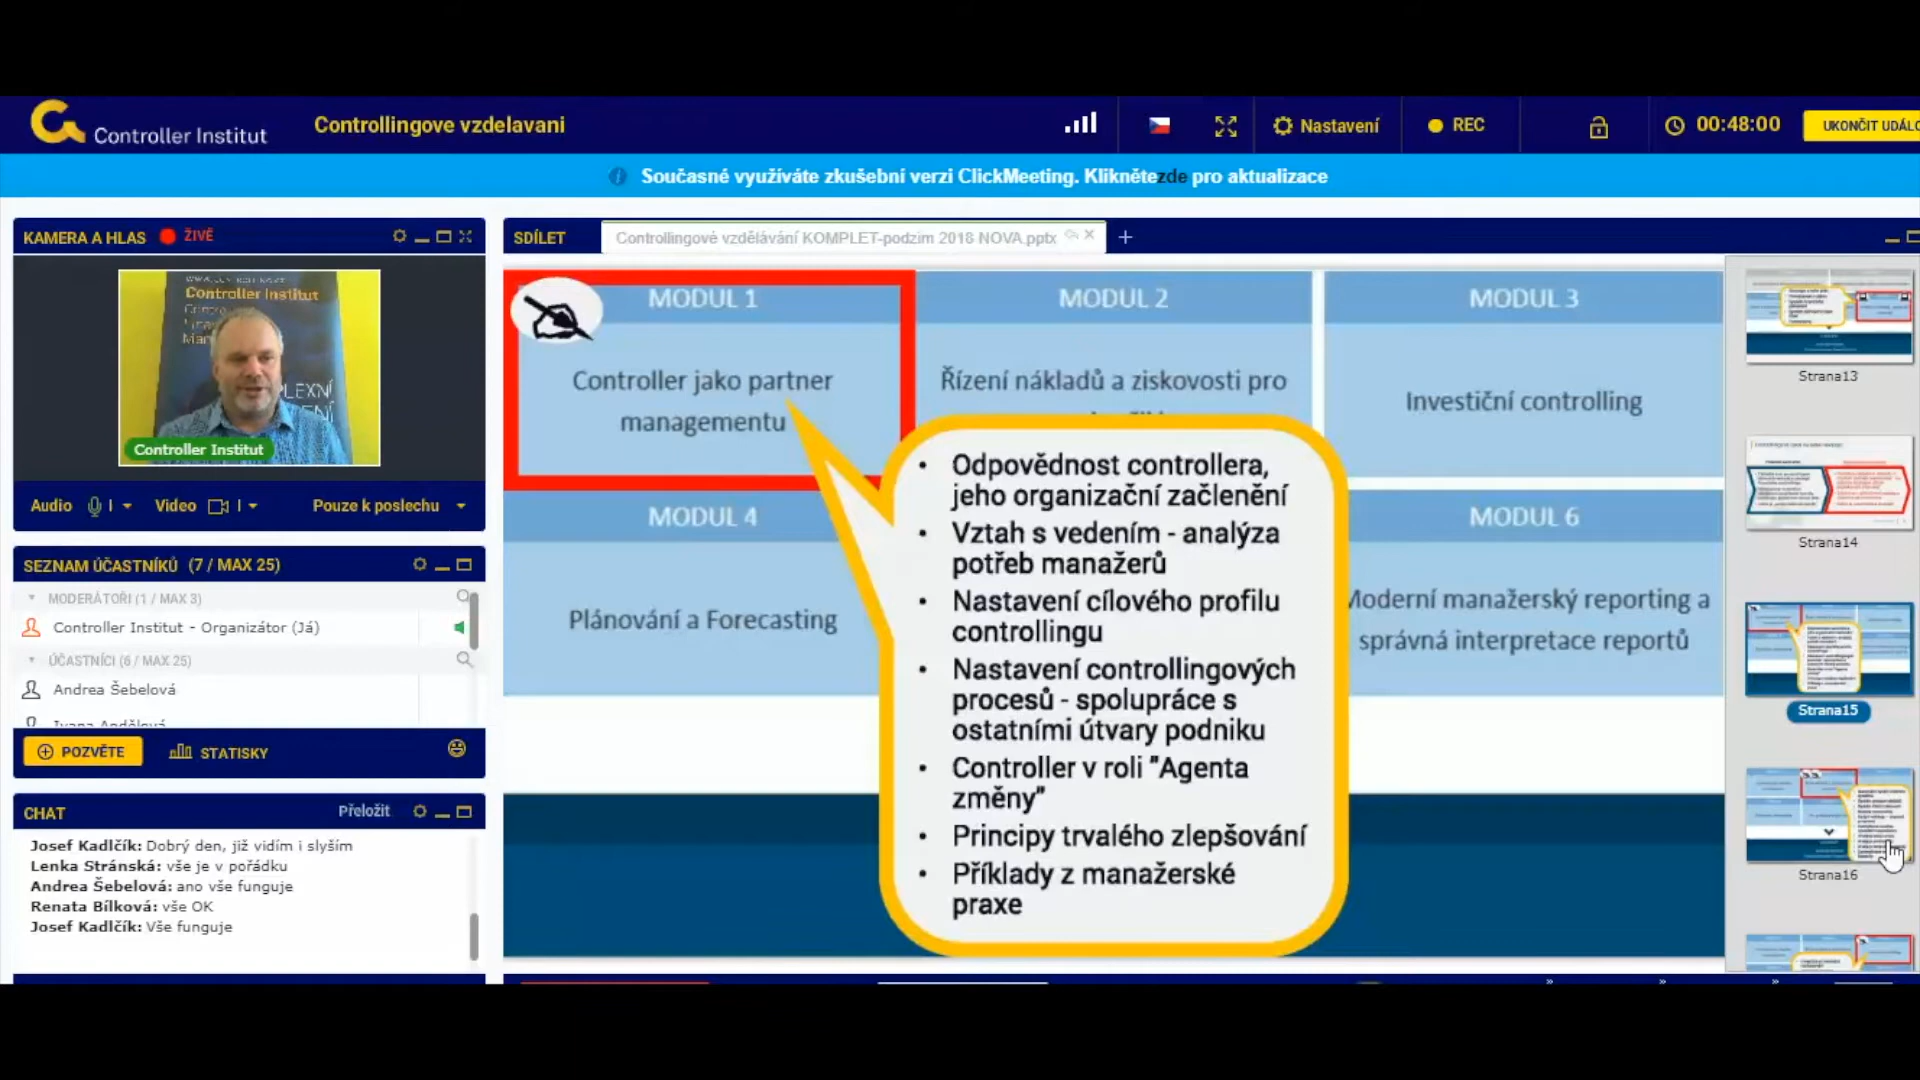 Controller Institut
Controllingove vzdelavani
Nastavení
REC
00:48:00
UKONČIT UDÁLO
Současné využíváte zkušební verzi ClickMeeting. Kliknětezde pro aktualizace
KAMERA A HLAS
ŽIVĚ
Controller Institut
LEXNÍ
Controller Institut
Audio
Video
Pouze k poslechu
SEZNAM ÚČASTNÍKŮ (7 / MAX 25)
MODERÁTOŘI (1 / MAX 3)
Controller Institut - Organizátor (Já)
ÚČASTNÍCI (6 / MAX 25)
Andrea Šebelová
Ivana Andělová
POZVĚTE
STATISKY
CHAT
Přeložit
Josef Kadlčík: Dobrý den, již vidím i slyším
Lenka Stránská: vše je v pořádku
Andrea Šebelová: ano vše funguje
Renata Bílková: vše OK
Josef Kadlčík: Vše funguje
SDÍLET
Controllingové vzdělávání KOMPLET-podzim 2018 NOVA.pptx
MODUL 1
Controller jako partner
managementu
MODUL 2
Řízení nákladů a ziskovosti pro
MODUL 3
Investiční controlling
MODUL 4
Plánování a Forecasting
MODUL 6
Moderní manažerský reporting a
správná interpretace reportů
• Odpovědnost controllera,
jeho organizační začlenění
• Vztah s vedením - analýza
potřeb manažerů
• Nastavení cílového profilu
controllingu
• Nastavení controllingových
procesů - spolupráce s
ostatními útvary podniku
• Controller v roli "Agenta
změny"
• Principy trvalého zlepšování
• Příklady z manažerské
praxe
Strana13
Strana14
Strana15
Strana16